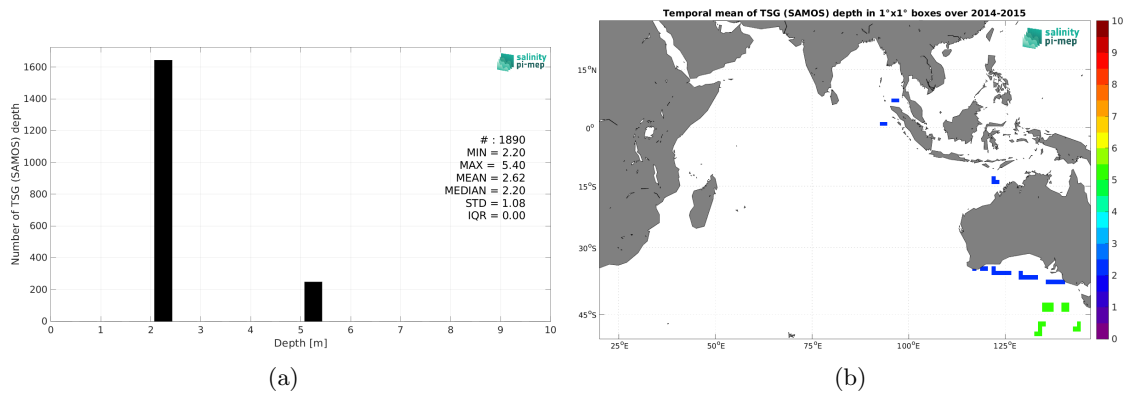 salinity
pi-mep
1600
1400
1200
1000
800
600
400
200
0
Number of TSG (SAMOS) depth
# : 1890
MIN = 2.20
MAX = 5.40
MEAN = 2.62
MEDIAN = 2.20
STD = 1.08
IQR = 0.00
0 1 2 3 4 5 6 7 8 9 10
Depth [m]
(a)
Temporal mean of TSG (SAMOS) depth in 1°x1° boxes over 2014-2015
salinity
pi-mep
15°N
0°
15°S
30°S
45°S
25°E 50°E 75°E 100°E 125°E
10
9
8
7
6
5
4
3
2
1
0
(b)